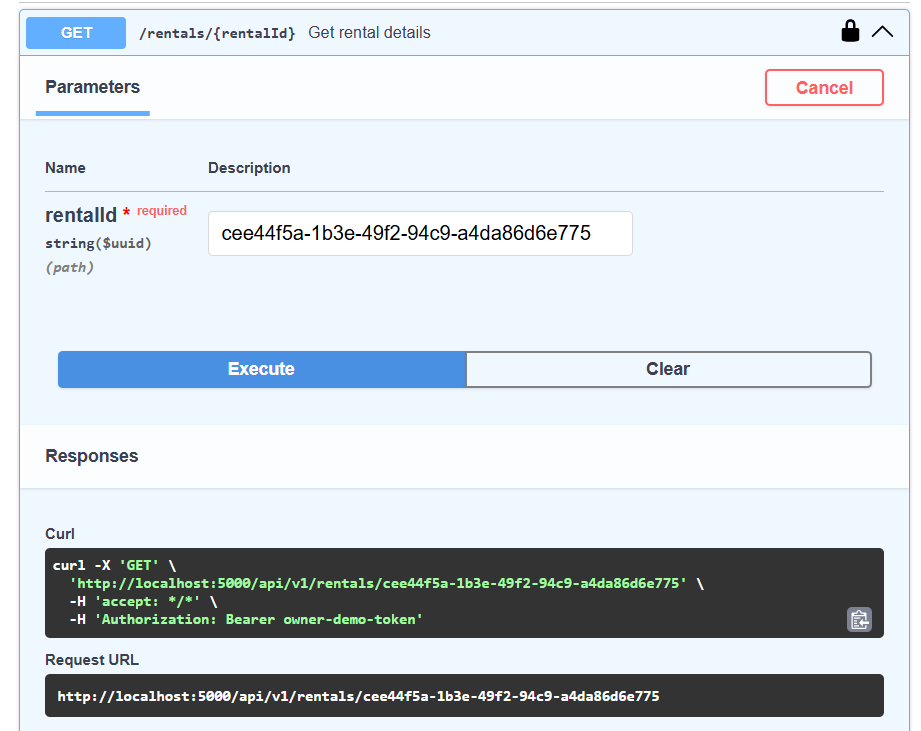 GET /rentals/{rentalId} Get rental details
Parameters
Cancel
Name Description
rentalId * required
string($uuid)
(path)
cee44f5a-1b3e-49f2-94c9-a4da86d6e775
Execute Clear
Responses
Curl
curl -X 'GET' \
'http://localhost:5000/api/v1/rentals/cee44f5a-1b3e-49f2-94c9-a4da86d6e775' \
-H 'accept: */*' \
-H 'Authorization: Bearer owner-demo-token'
Request URL
http://localhost:5000/api/v1/rentals/cee44f5a-1b3e-49f2-94c9-a4da86d6e775